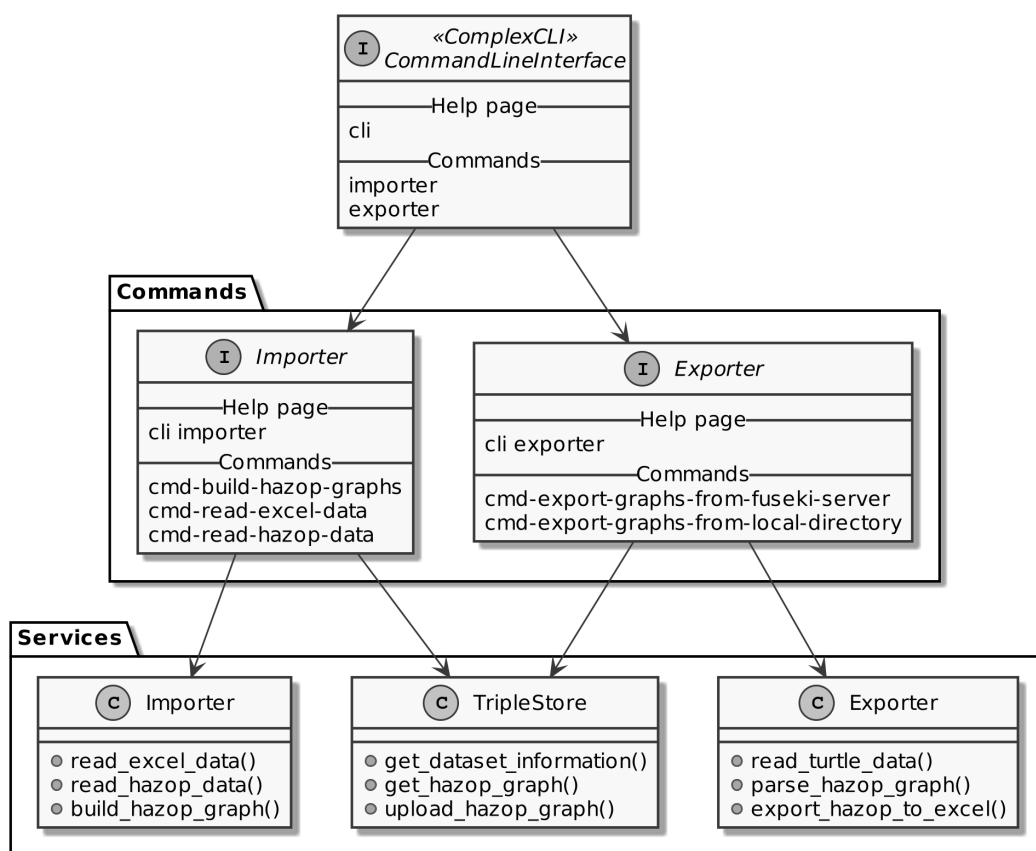 I
«ComplexCLI»
CommandLineInterface
Help page
cli
Commands
importer
exporter
Commands
I Importer
Help page
cli importer
Commands
cmd-build-hazop-graphs
cmd-read-excel-data
cmd-read-hazop-data
I Exporter
Help page
cli exporter
Commands
cmd-export-graphs-from-fuseki-server
cmd-export-graphs-from-local-directory
Services
C Importer
read_excel_data()
read_hazop_data()
build_hazop_graph()
C TripleStore
get_dataset_information()
get_hazop_graph()
upload_hazop_graph()
C Exporter
read_turtle_data()
parse_hazop_graph()
export_hazop_to_excel()